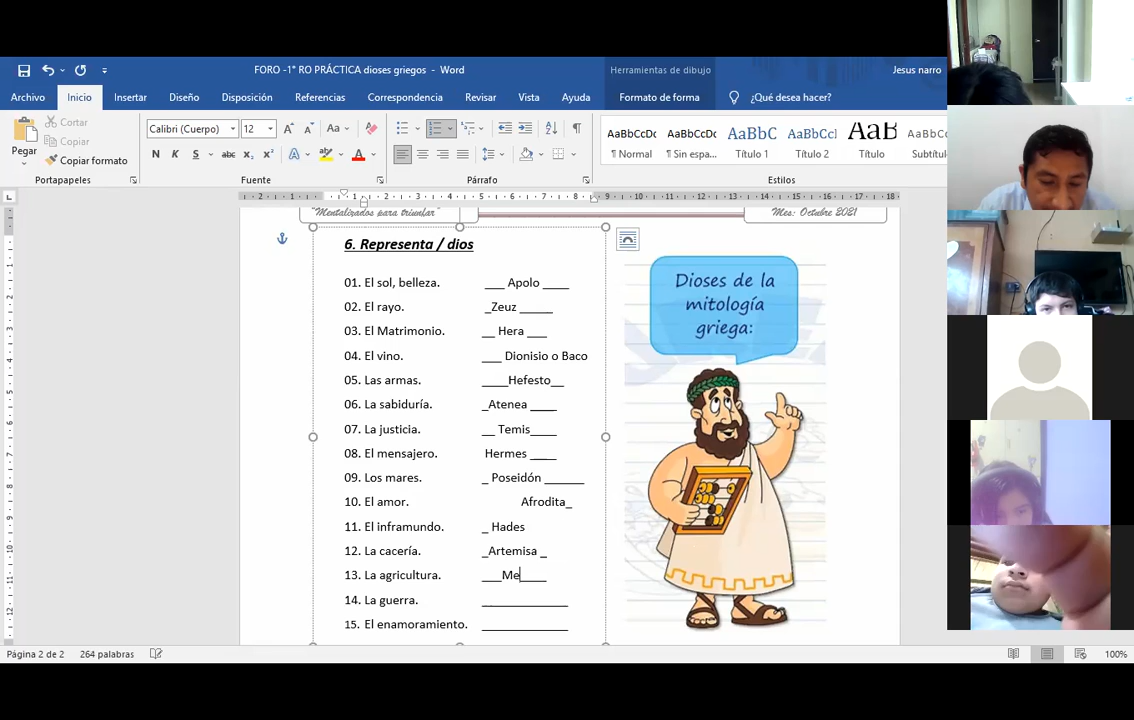 FORO -1° RO PRÁCTICA dioses griegos - Word
Herramientas de dibujo
Jesus narro
Archivo Inicio Insertar Diseño Disposición Referencias Correspondencia Revisar Vista Ayuda Formato de forma ¿Qué desea hacer?
Pegar
Cortar
Copiar
Copiar formato
Portapapeles
Calibri (Cuerpo) 12
Fuente
Párrafo
AaBbCcDc ¶ Normal
AaBbCcDc ¶ Sin espa...
AaBbC Título 1
AaBbCcl Título 2
AaB Título
AaBbCcD Subtítulo
Estilos
"Mentalizados para triunfar"
Mes: Octubre 2021
6. Representa / dios
01. El sol, belleza. ___ Apolo ____
02. El rayo. _Zeuz _____
03. El Matrimonio. __ Hera ___
04. El vino. ___ Dionisio o Baco
05. Las armas. ____Hefesto__
06. La sabiduría. _Atenea ____
07. La justicia. __ Temis____
08. El mensajero. Hermes ____
09. Los mares. _ Poseidón ______
10. El amor. Afrodita_
11. El inframundo. _ Hades
12. La cacería. _Artemisa _
13. La agricultura. ___Me____
14. La guerra. _____________
15. El enamoramiento. _____________
Dioses de la
mitología
griega:
Página 2 de 2 264 palabras
100%